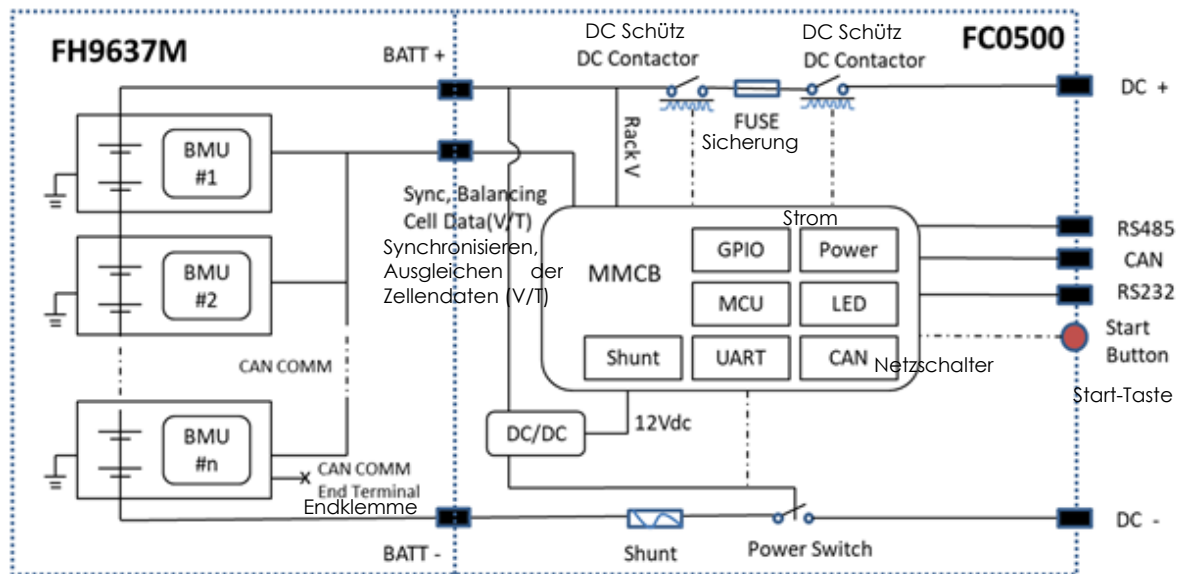 FH9637M
BATT +
BMU
#1
BMU
#2
CAN COMM
BMU
#n
CAN COMM
End Terminal
Endklemme
BATT -
Sync, Balancing
Cell Data(V/T)
Synchronisieren,
Ausgleichen der
Zellendaten (V/T)
FC0500
DC Schütz
DC Contactor
DC Schütz
DC Contactor
FUSE
Sicherung
Rack V
DC +
MMCB
Strom
GPIO
Power
MCU
LED
Shunt
UART
CAN
Netzschalter
RS485
CAN
RS232
Start
Button
Start-Taste
DC/DC
12Vdc
Shunt
Power Switch
DC -